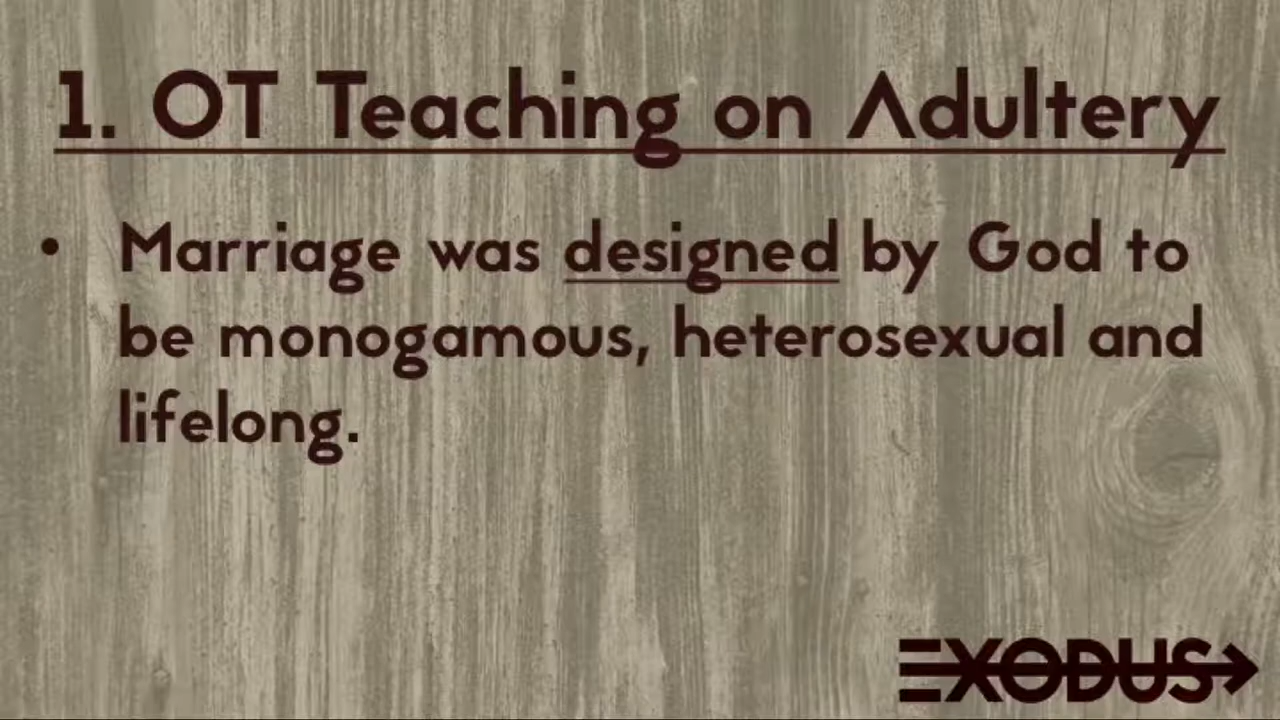 1. OT Teaching on Adultery
• Marriage was designed by God to
be monogamous, heterosexual and
lifelong.
EXODUS